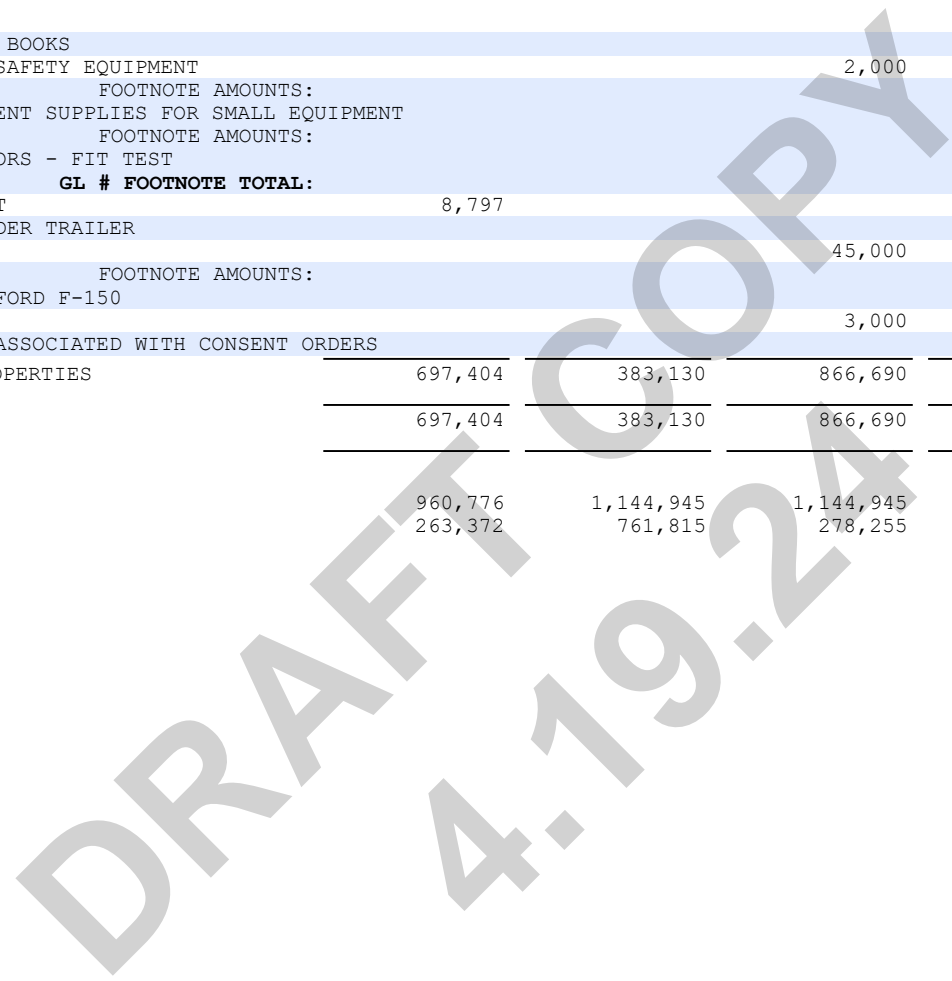 BOOKS
SAFETY EQUIPMENT 2,000
FOOTNOTE AMOUNTS:
ENT SUPPLIES FOR SMALL EQUIPMENT
FOOTNOTE AMOUNTS:
ORS - FIT TEST
GL # FOOTNOTE TOTAL:
T 8,797
DER TRAILER
45,000
FOOTNOTE AMOUNTS:
FORD F-150
3,000
ASSOCIATED WITH CONSENT ORDERS
OPERTIES 697,404 383,130 866,690
697,404 383,130 866,690
960,776 1,144,945 1,144,945
263,372 761,815 278,255
DRAFT COPY
4.19.24